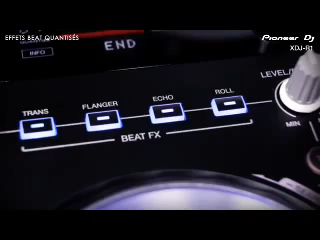 EFFETS BEAT QUANTISÉS
Pioneer Dj
XDJ-R1
INFO
END
TRANS
FLANGER
ECHO
ROLL
LEVEL/
BEAT FX
MIN